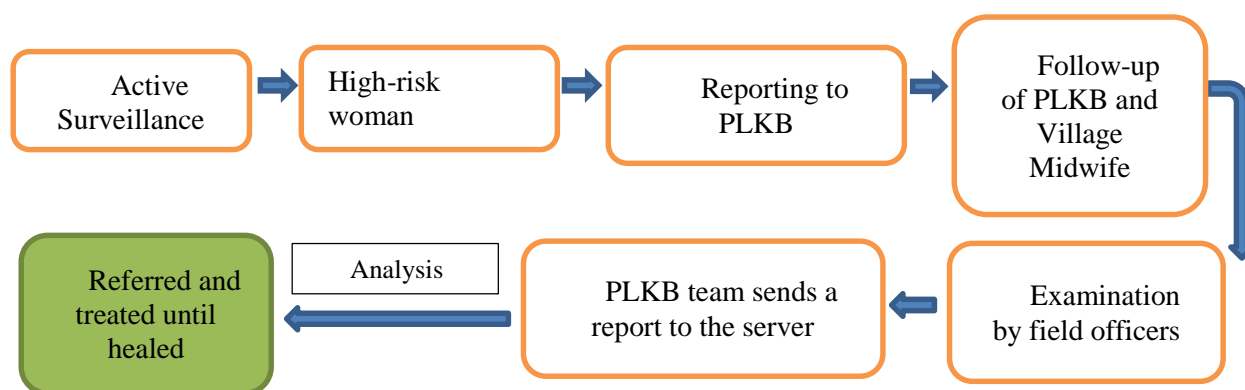 Active
Surveillance
High-risk
woman
Reporting to
PLKB
Follow-up
of PLKB and
Village
Midwife
Examination
by field officers
PLKB team sends a
report to the server
Analysis
Referred and
treated until
healed